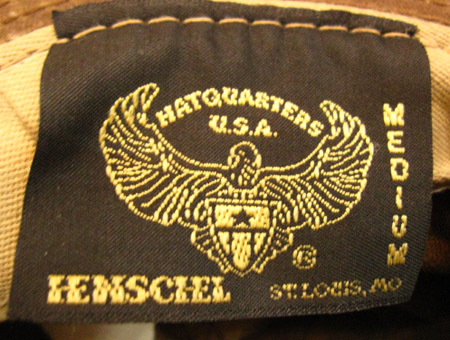 HATQUARTERS
U.S.A.
MEDIUM
®
HENSCHEL
ST. LOUIS, MO